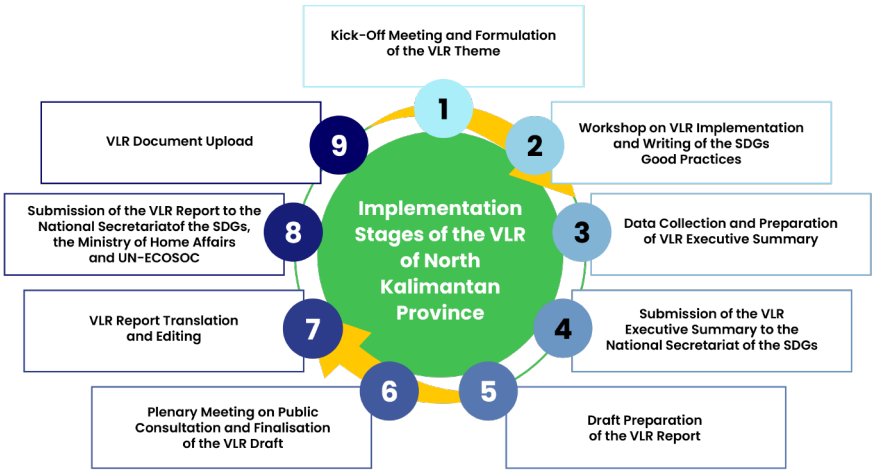 Kick-Off Meeting and Formulation
of the VLR Theme
1
2
Workshop on VLR Implementation
and Writing of the SDGs
Good Practices
3
Data Collection and Preparation
of VLR Executive Summary
4
Submission of the VLR
Executive Summary to the
National Secretariat of the SDGs
5
Draft Preparation
of the VLR Report
6
Plenary Meeting on Public
Consultation and Finalisation
of the VLR Draft
7
VLR Report Translation
and Editing
8
Submission of the VLR Report to the
National Secretariatof the SDGs,
the Ministry of Home Affairs
and UN-ECOSOC
9
VLR Document Upload
Implementation
Stages of the VLR
of North
Kalimantan
Province